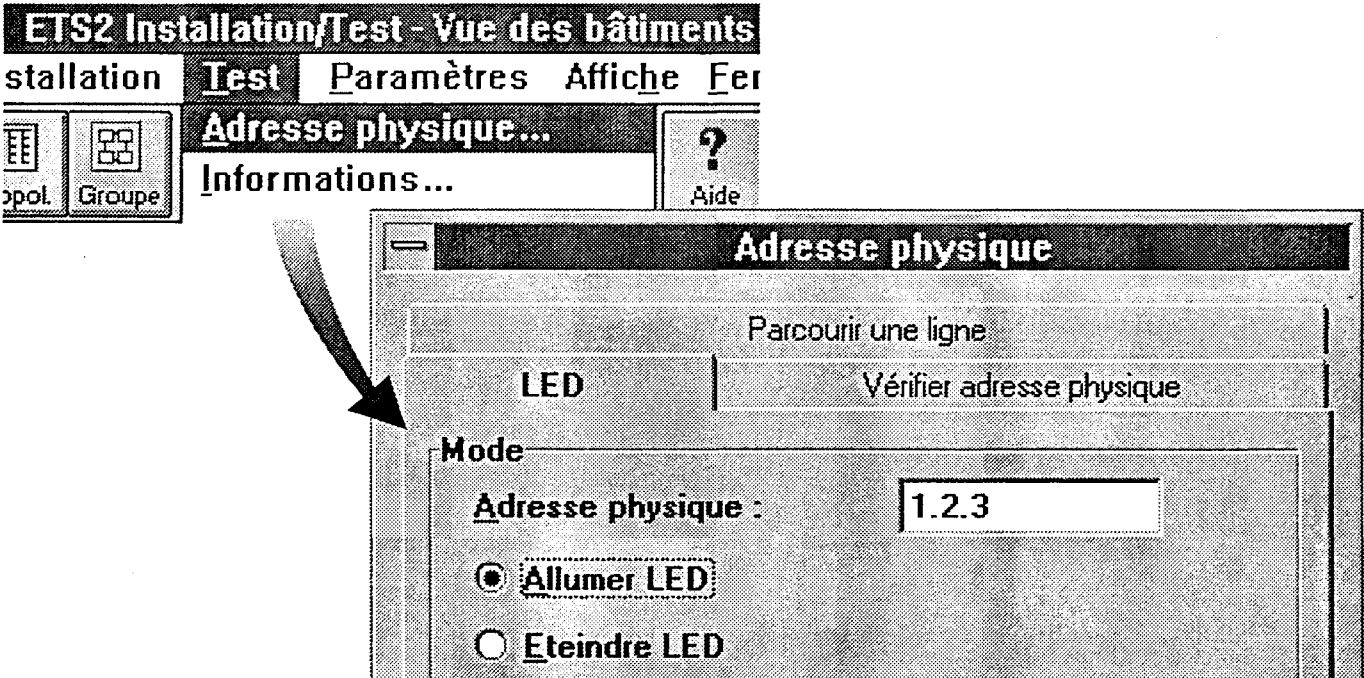 ETS2 Installation/Test - Vue des bâtiments
stallation Test Paramètres Affiche Fer
Adresse physique...
Informations...
opol. Groupe Aide
Adresse physique
Parcourir une ligne
LED Vérifier adresse physique
Mode
Adresse physique : 1.2.3
Allumer LED
Eteindre LED